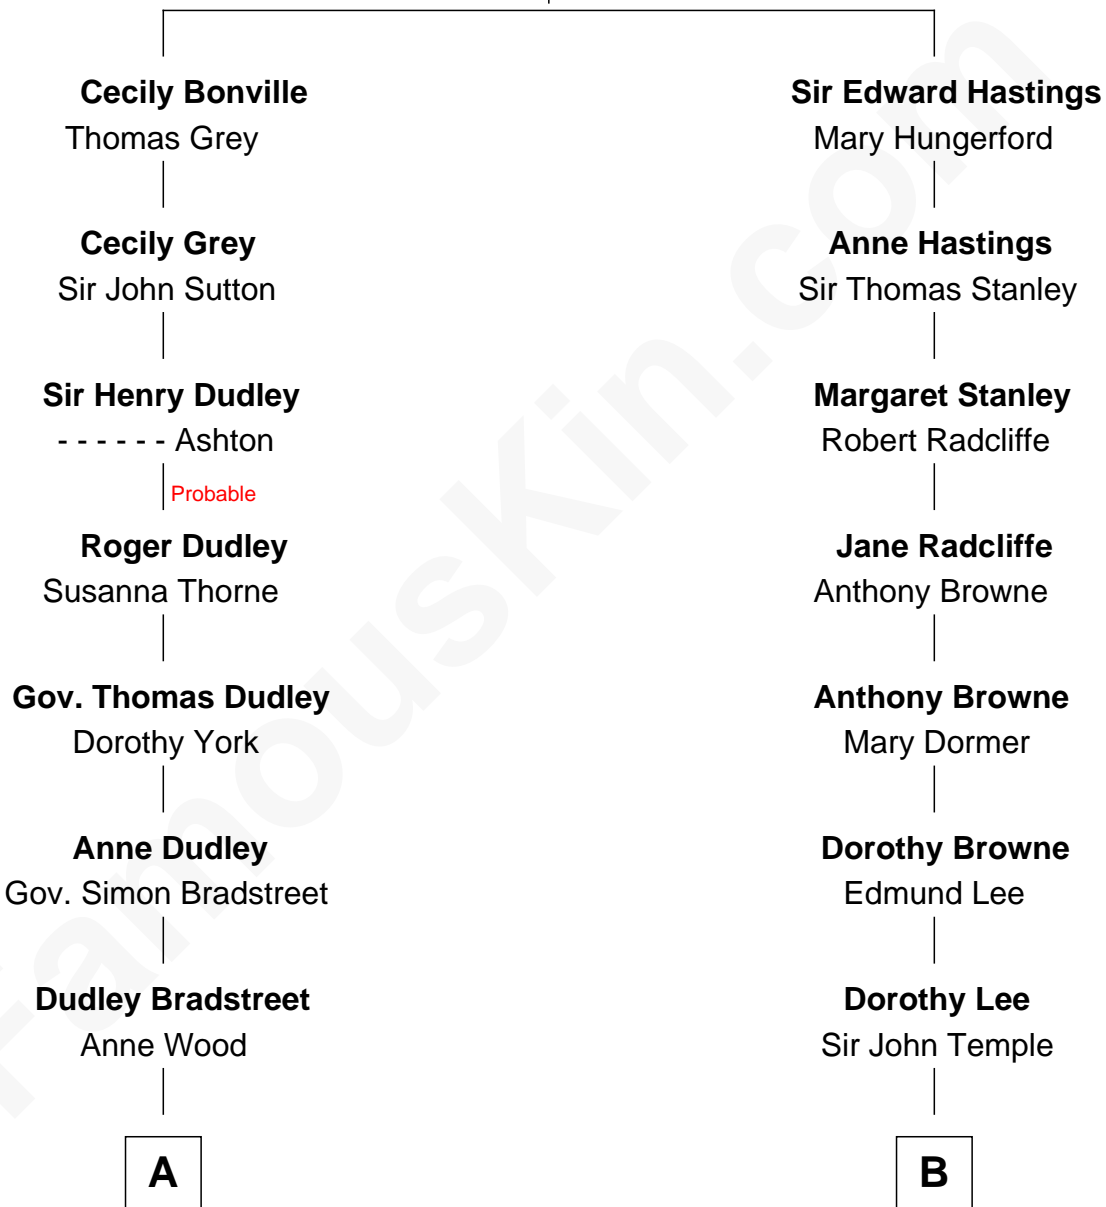 Cecily Bonville
Thomas Grey
Cecily Grey
Sir John Sutton
Sir Henry Dudley
- - - - - - Ashton
Probable
Roger Dudley
Susanna Thorne
Gov. Thomas Dudley
Dorothy York
Anne Dudley
Gov. Simon Bradstreet
Dudley Bradstreet
Anne Wood
A
Sir Edward Hastings
Mary Hungerford
Anne Hastings
Sir Thomas Stanley
Margaret Stanley
Robert Radcliffe
Jane Radcliffe
Anthony Browne
Anthony Browne
Mary Dormer
Dorothy Browne
Edmund Lee
Dorothy Lee
Sir John Temple
B
FamousKin.com